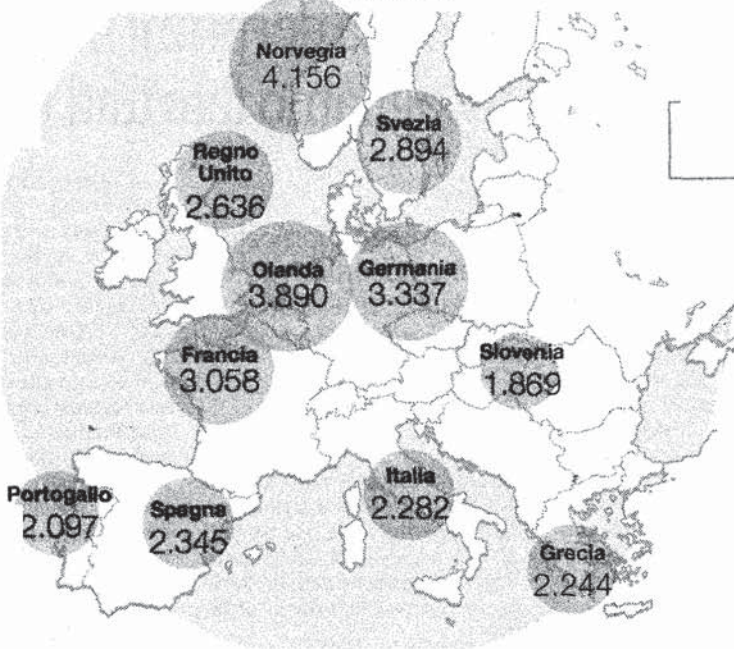 Norvegia
4.156
Svezia
2.894
Regno
Unito
2.636
Olanda
3.890
Germania
3.337
Francia
3.058
Slovenia
1.869
Portogallo
2.097
Spagna
2.345
Italia
2.282
Grecia
2.244